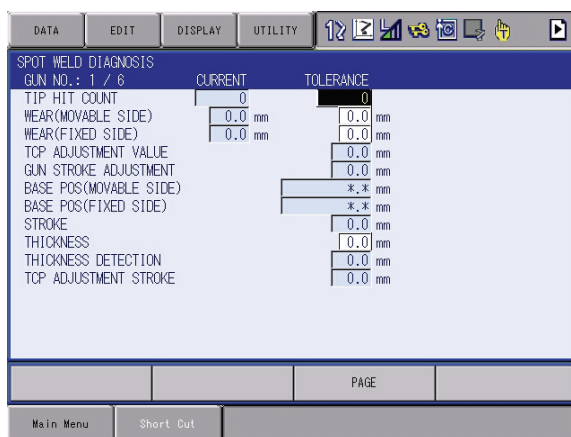 DATA EDIT DISPLAY UTILITY
SPOT WELD DIAGNOSIS
GUN NO.: 1 / 6 CURRENT TOLERANCE
TIP HIT COUNT 0 0
WEAR(MOVABLE SIDE) 0.0 mm 0.0 mm
WEAR(FIXED SIDE) 0.0 mm 0.0 mm
TCP ADJUSTMENT VALUE 0.0 mm
GUN STROKE ADJUSTMENT 0.0 mm
BASE POS(MOVABLE SIDE) *.* mm
BASE POS(FIXED SIDE) *.* mm
STROKE 0.0 mm
THICKNESS 0.0 mm
THICKNESS DETECTION 0.0 mm
TCP ADJUSTMENT STROKE 0.0 mm
PAGE
Main Menu Short Cut